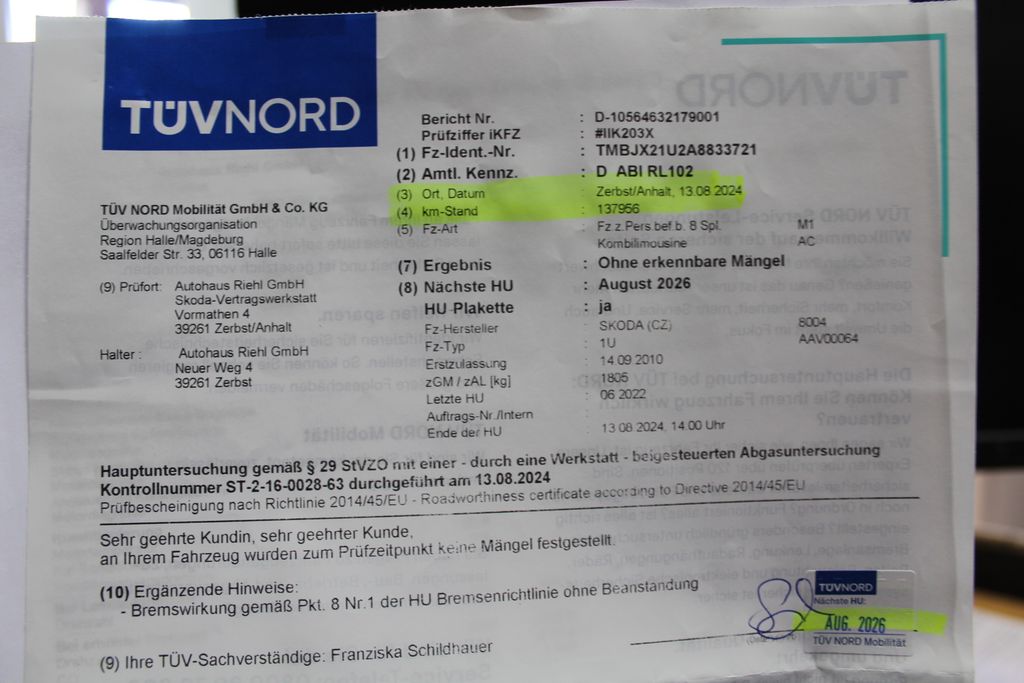 TÜVNORD
Bericht Nr. : D-10564632179001
Prüfziffer iKFZ : #IIK203X
(1) Fz-Ident.-Nr. : TMBJX21U2A8833721
(2) Amtl. Kennz. : D ABI RL102
(3) Ort, Datum : Zerbst/Anhalt, 13.08.2024
(4) km-Stand : 137956
(5) Fz-Art : Fz.z.Pers.bef.b. 8 Spl. M1
Kombilimousine AC
(7) Ergebnis : Ohne erkennbare Mängel
(8) Nächste HU : August 2026
HU-Plakette : ja
Fz-Hersteller : SKODA (CZ) 8004
Fz-Typ : 1U AAV00064
Erstzulassung : 14.09.2010
zGM / zAL [kg] : 1805
Letzte HU : 06.2022
Auftrags-Nr./Intern :
Ende der HU : 13.08.2024, 14:00 Uhr
TÜV NORD Mobilität GmbH & Co. KG
Überwachungsorganisation
Region Halle/Magdeburg
Saalfelder Str. 33, 06116 Halle
(9) Prüfort: Autohaus Riehl GmbH
Skoda-Vertragswerkstatt
Vormathen 4
39261 Zerbst/Anhalt
Halter : Autohaus Riehl GmbH
Neuer Weg 4
39261 Zerbst
Hauptuntersuchung gemäß § 29 StVZO mit einer - durch eine Werkstatt - beigesteuerten Abgasuntersuchung
Kontrollnummer ST-2-16-0028-63 durchgeführt am 13.08.2024
Prüfbescheinigung nach Richtlinie 2014/45/EU - Roadworthiness certificate according to Directive 2014/45/EU
Sehr geehrte Kundin, sehr geehrter Kunde,
an Ihrem Fahrzeug wurden zum Prüfzeitpunkt keine Mängel festgestellt.
(10) Ergänzende Hinweise:
- Bremswirkung gemäß Pkt. 8 Nr.1 der HU Bremsenrichtlinie ohne Beanstandung
TÜVNORD
Nächste HU:
AUG. 2026
TÜV NORD Mobilität
(9) Ihre TÜV-Sachverständige: Franziska Schildhauer